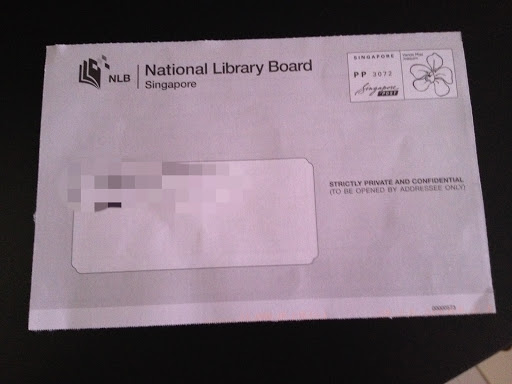 NLB
National Library Board
Singapore
SINGAPORE
PP 3072
Singapore
POST
STRICTLY PRIVATE AND CONFIDENTIAL
(TO BE OPENED BY ADDRESSEE ONLY)